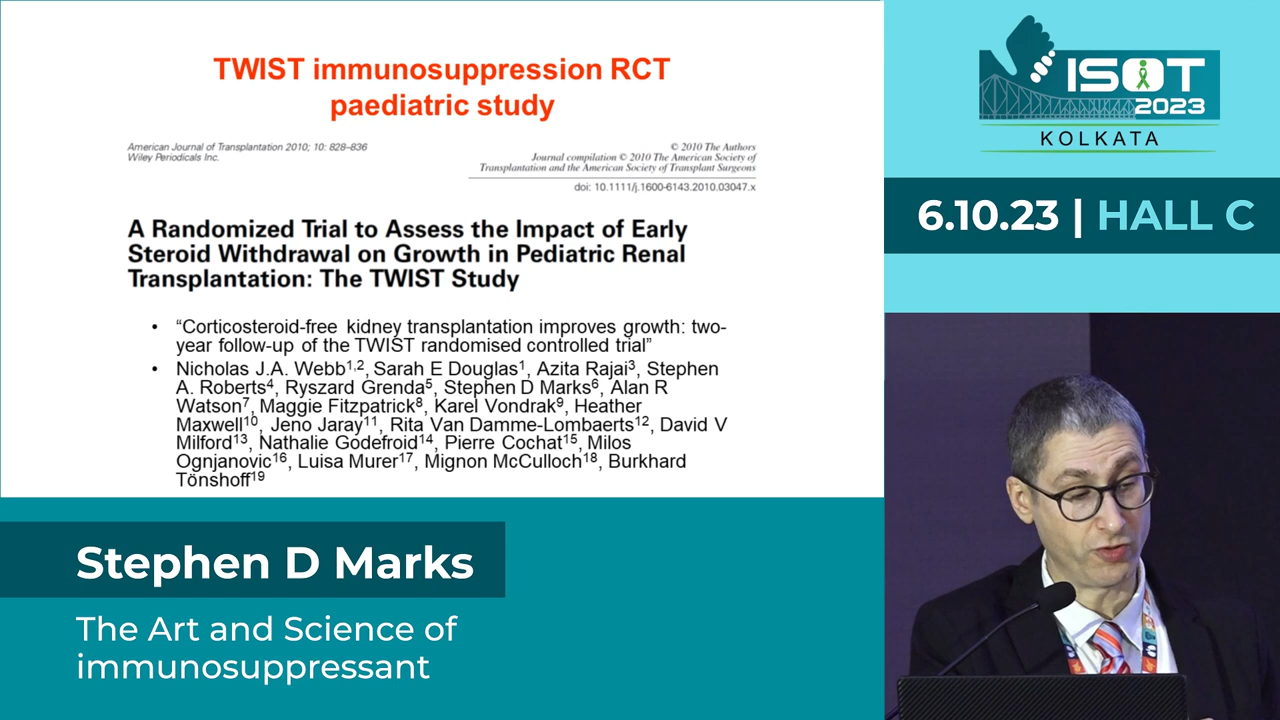 TWIST immunosuppression RCT
paediatric study
American Journal of Transplantation 2010; 10: 828–836
Wiley Periodicals Inc.
© 2010 The Authors
Journal compilation © 2010 The American Society of
Transplantation and the American Society of Transplant Surgeons
doi: 10.1111/j.1600-6143.2010.03047.x
A Randomized Trial to Assess the Impact of Early
Steroid Withdrawal on Growth in Pediatric Renal
Transplantation: The TWIST Study
• “Corticosteroid-free kidney transplantation improves growth: two-
year follow-up of the TWIST randomised controlled trial”
• Nicholas J.A. Webb1,2, Sarah E Douglas1, Azita Rajai3, Stephen
A. Roberts4, Ryszard Grenda5, Stephen D Marks6, Alan R
Watson7, Maggie Fitzpatrick8, Karel Vondrak9, Heather
Maxwell10, Jeno Jaray11, Rita Van Damme-Lombaerts12, David V
Milford13, Nathalie Godefroid14, Pierre Cochat15, Milos
Ognjanovic16, Luisa Murer17, Mignon McCulloch18, Burkhard
Tönshoff19
Stephen D Marks
The Art and Science of
immunosuppressant
ISOT
2023
KOLKATA
6.10.23 | HALL C